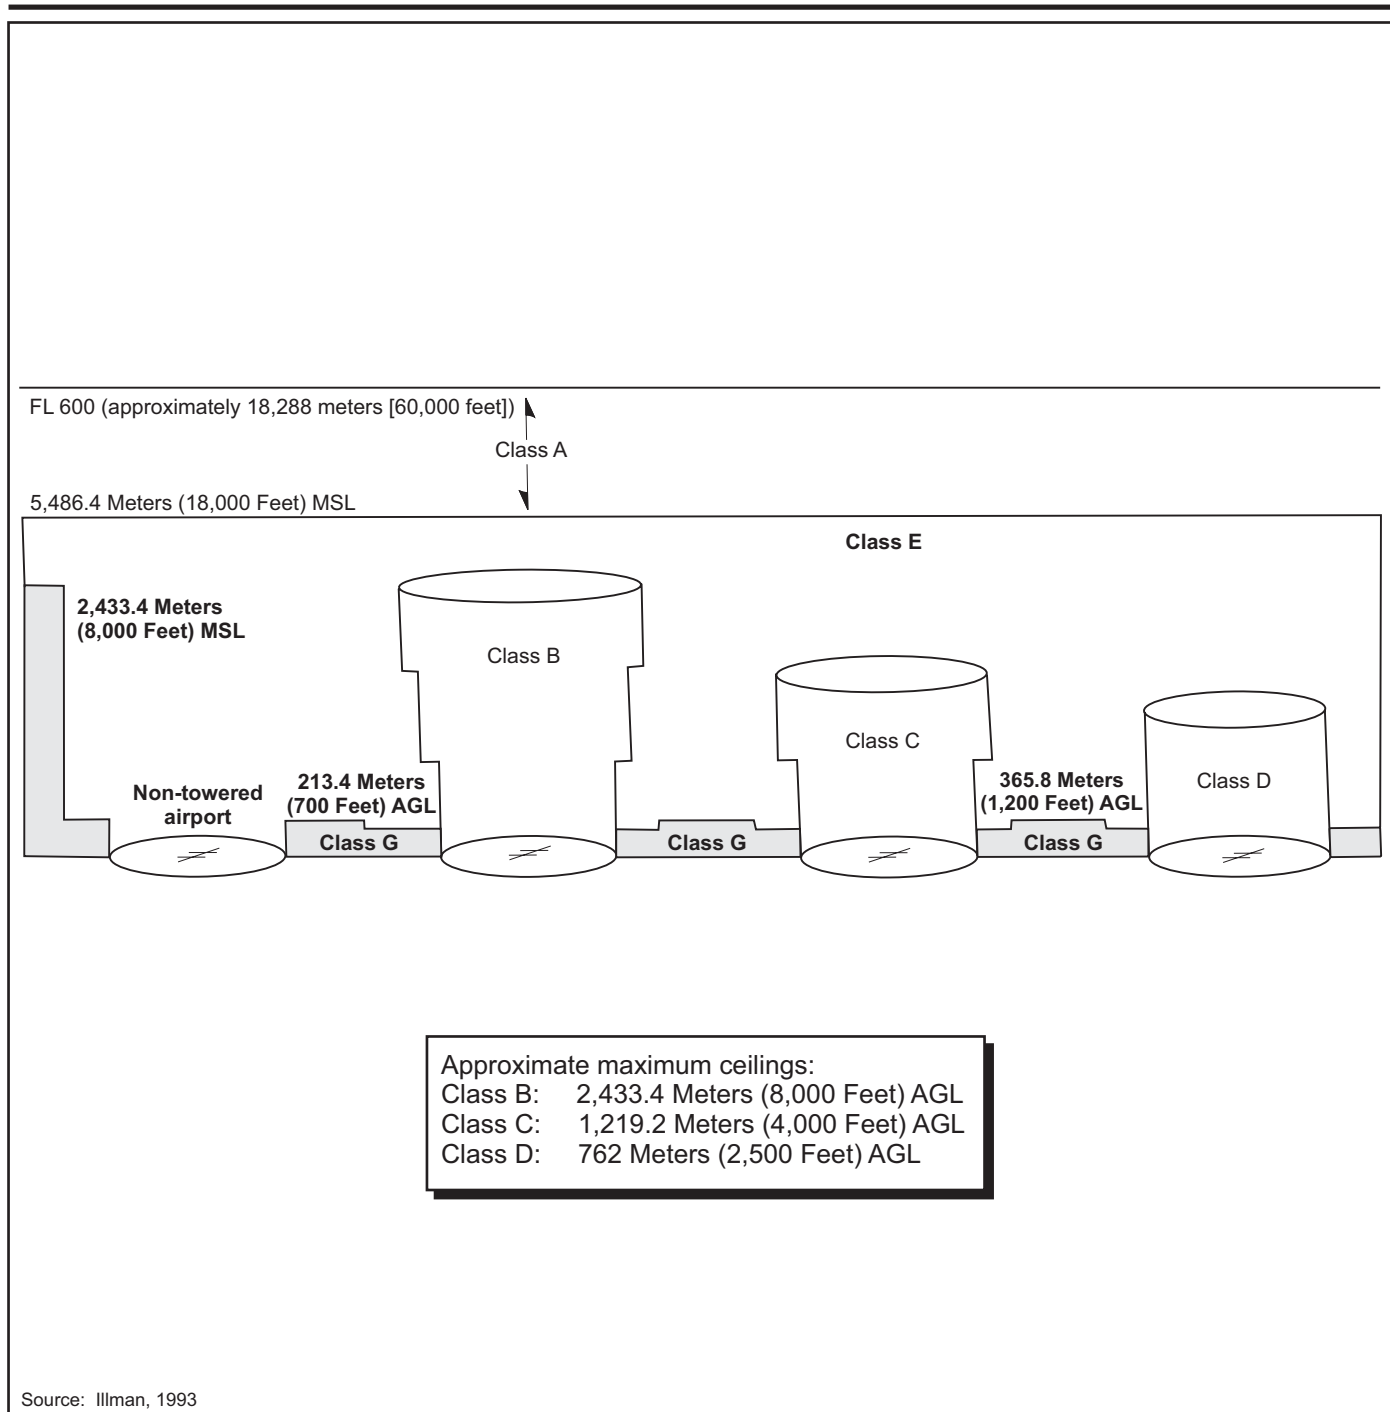 FL 600 (approximately 18,288 meters [60,000 feet])
Class A
5,486.4 Meters (18,000 Feet) MSL
Class E
2,433.4 Meters
(8,000 Feet) MSL
Class B
Class C
Class D
Non-towered
airport
213.4 Meters
(700 Feet) AGL
365.8 Meters
(1,200 Feet) AGL
Class G
Class G
Class G
Approximate maximum ceilings:
Class B: 2,433.4 Meters (8,000 Feet) AGL
Class C: 1,219.2 Meters (4,000 Feet) AGL
Class D: 762 Meters (2,500 Feet) AGL
Source: Illman, 1993